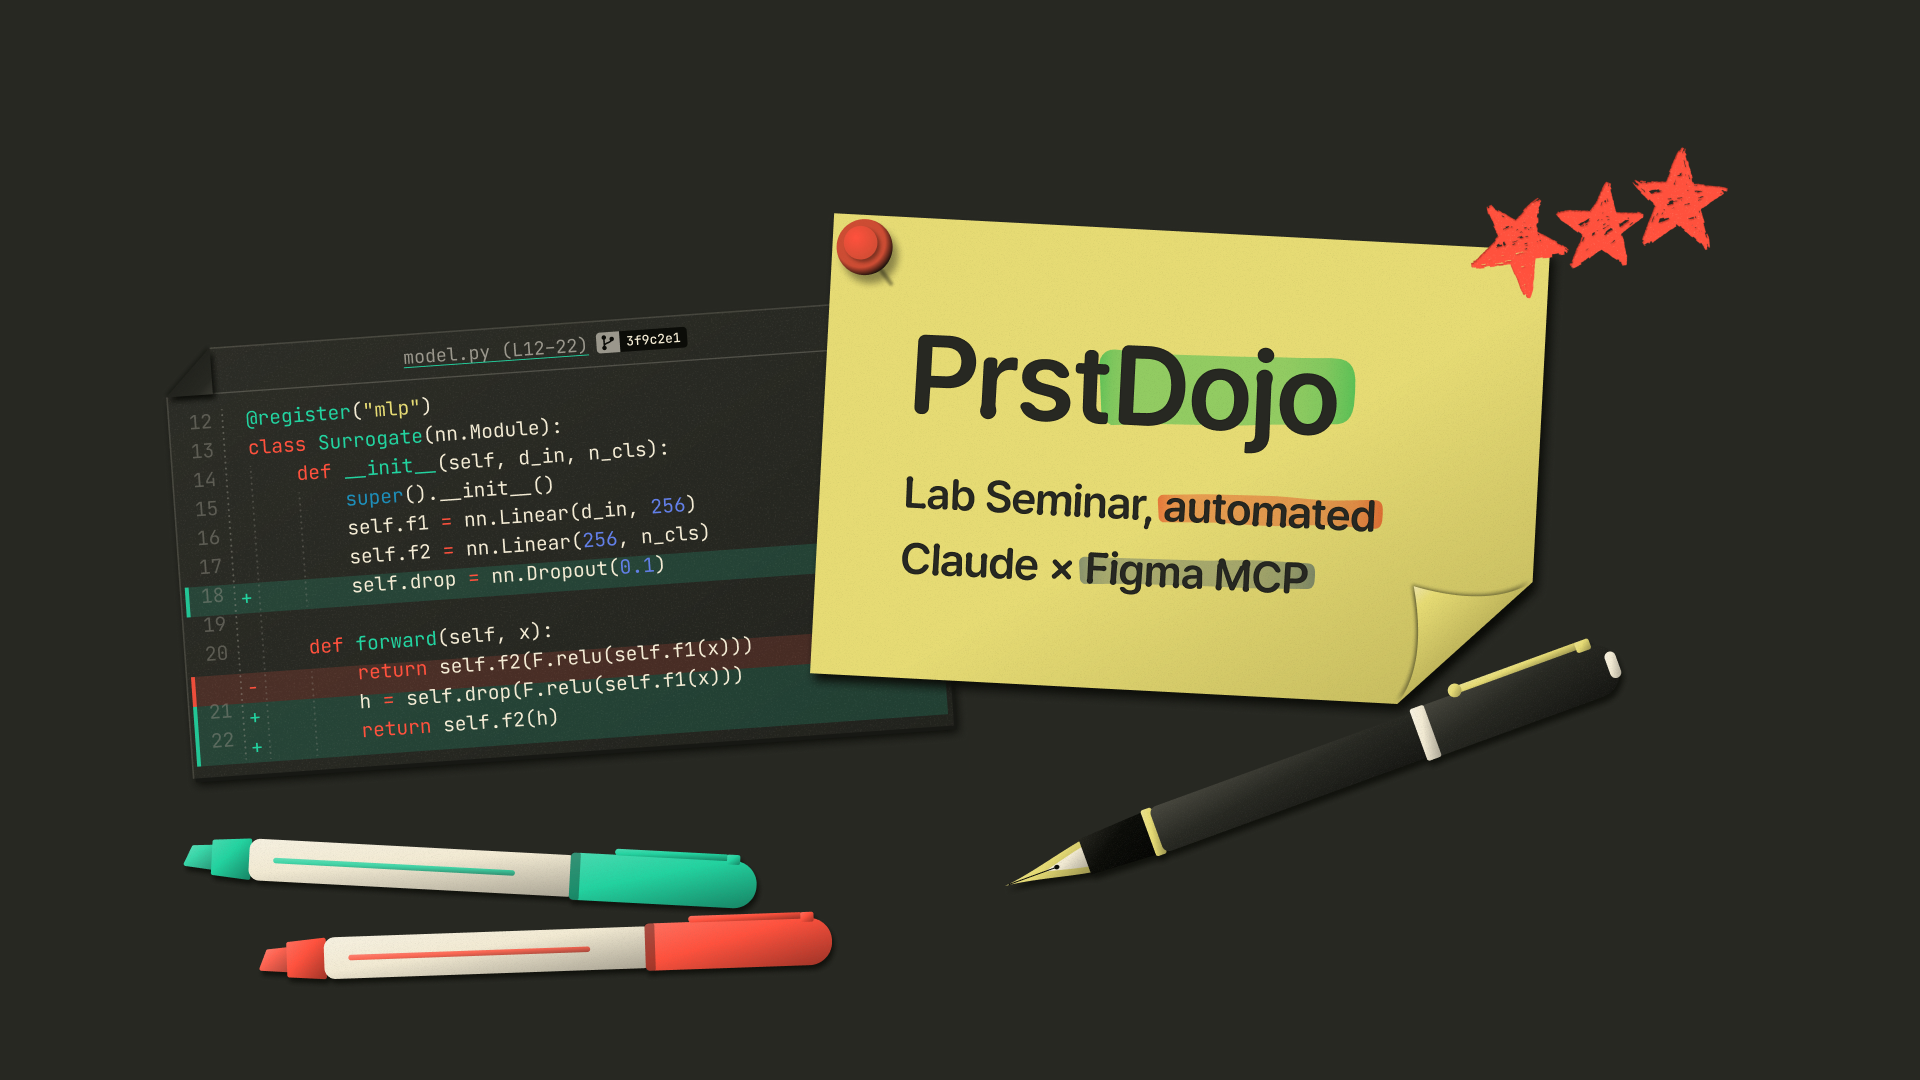 model.py (L12-22) 3f9c2e1
12 @register("mlp")
13 class Surrogate(nn.Module):
14     def __init__(self, d_in, n_cls):
15         super().__init__()
16         self.f1 = nn.Linear(d_in, 256)
17         self.f2 = nn.Linear(256, n_cls)
18 +       self.drop = nn.Dropout(0.1)
19
20     def forward(self, x):
-        return self.f2(F.relu(self.f1(x)))
21 +       h = self.drop(F.relu(self.f1(x)))
22 +       return self.f2(h)
PrstDojo
Lab Seminar, automated
Claude × Figma MCP